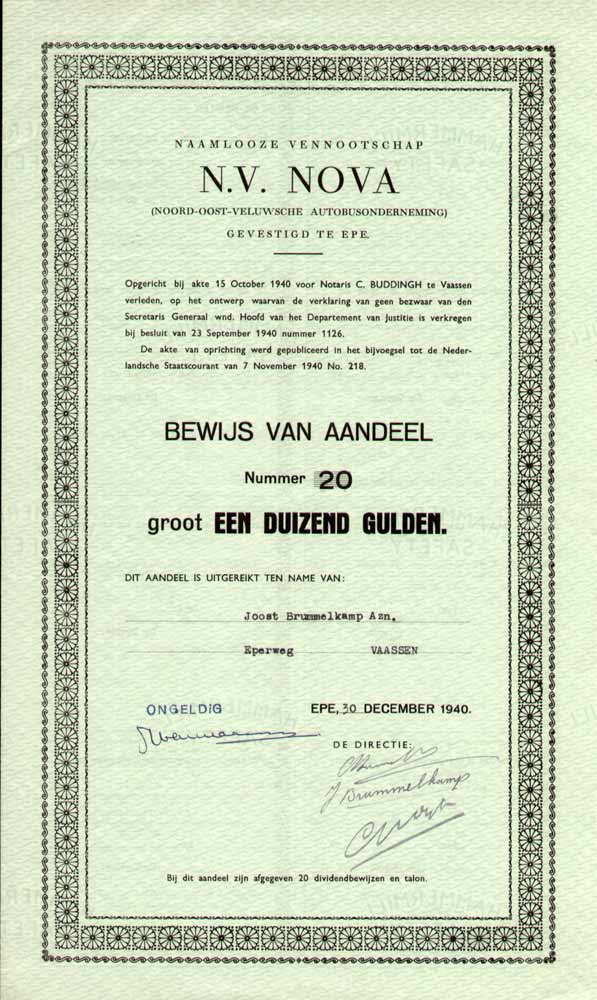 NAAMLOOZE VENNOOTSCHAP
N.V. NOVA
(NOORD-OOST-VELUWSCHE AUTOBUSONDERNEMING)
GEVESTIGD TE EPE.
Opgericht bij akte 15 October 1940 voor Notaris C. BUDDINGH te Vaassen
verleden, op het ontwerp waarvan de verklaring van geen bezwaar van den
Secretaris Generaal wnd. Hoofd van het Departement van Justitie is verkregen
bij besluit van 23 September 1940 nummer 1126.
De akte van oprichting werd gepubliceerd in het bijvoegsel tot de Neder-
landsche Staatscourant van 7 November 1940 No. 218.
BEWIJS VAN AANDEEL
Nummer 20
groot EEN DUIZEND GULDEN.
DIT AANDEEL IS UITGEREIKT TEN NAME VAN:
Joost Brummelkamp Azn.
Eperweg VAASSEN
ONGELDIG EPE, 30 DECEMBER 1940.
DE DIRECTIE:
J Brummelkamp
Bij dit aandeel zijn afgegeven 20 dividendbewijzen en talon.
HAMMERMILL
SAFETY